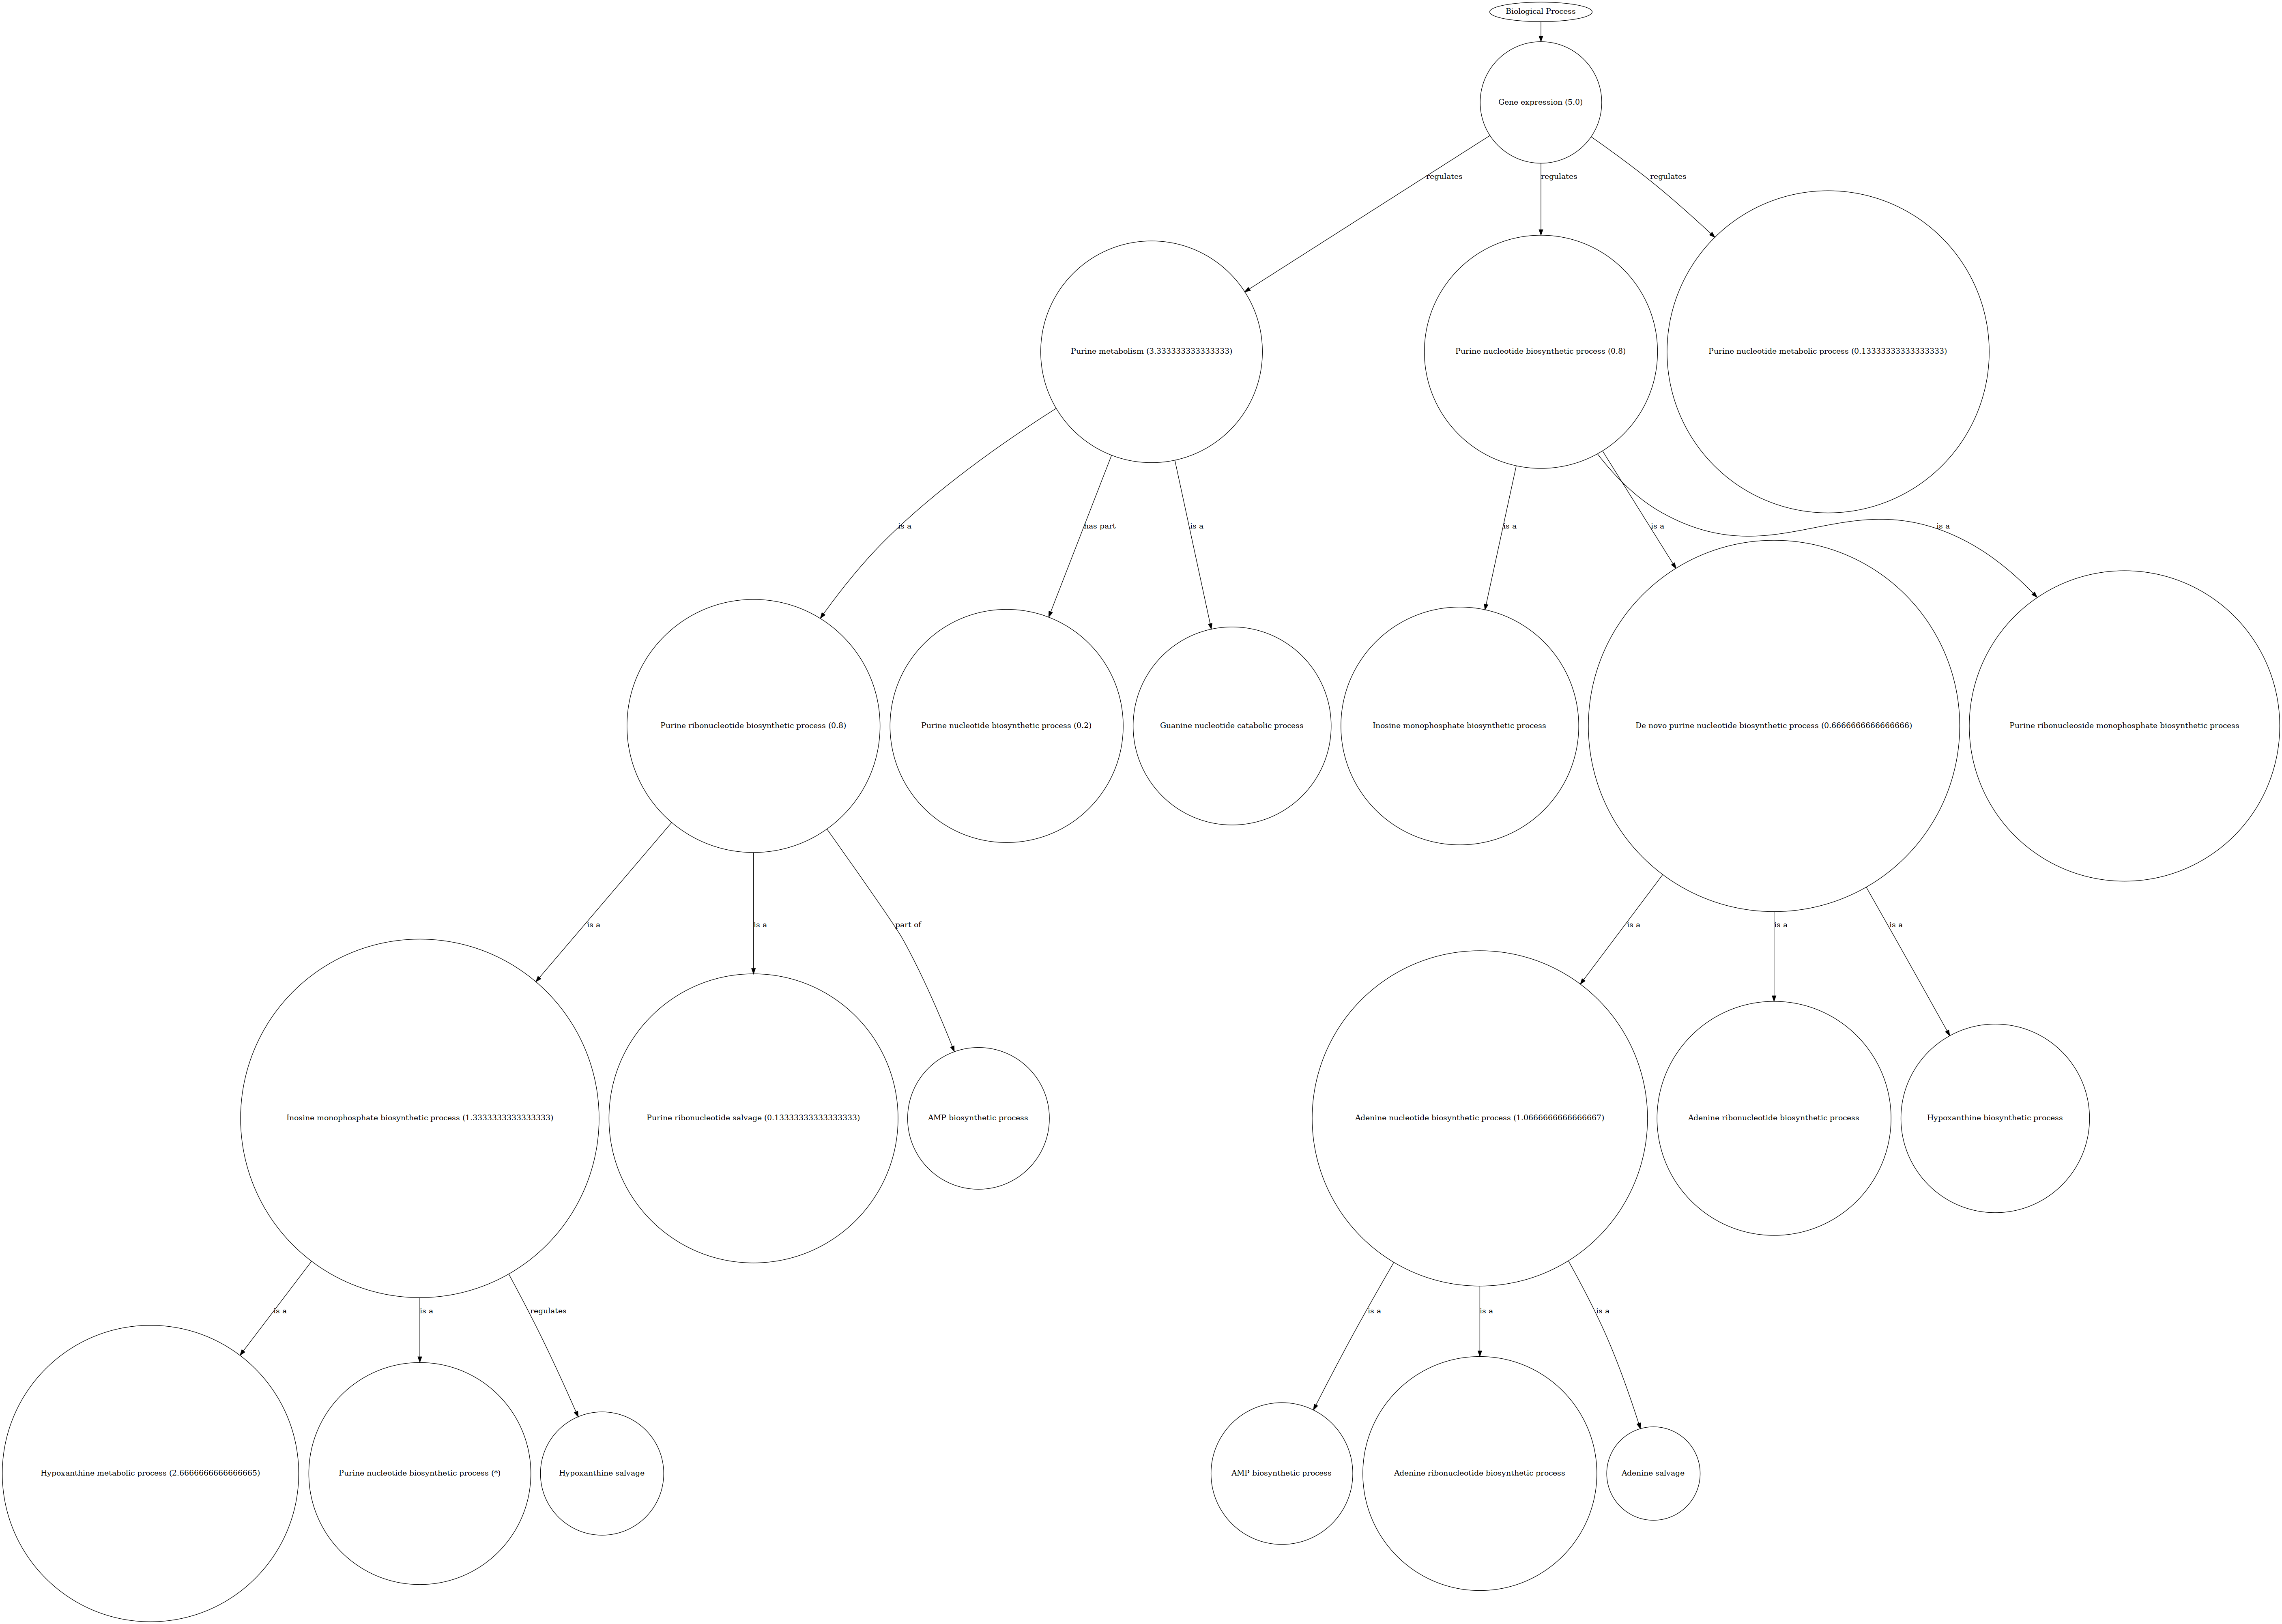 Biological Process
Gene expression (5.0)
regulates
regulates
regulates
Purine metabolism (3.333333333333333)
Purine nucleotide biosynthetic process (0.8)
Purine nucleotide metabolic process (0.13333333333333333)
is a
has part
is a
is a
is a
is a
Purine ribonucleotide biosynthetic process (0.8)
Purine nucleotide biosynthetic process (0.2)
Guanine nucleotide catabolic process
Inosine monophosphate biosynthetic process
De novo purine nucleotide biosynthetic process (0.6666666666666666)
Purine ribonucleoside monophosphate biosynthetic process
is a
is a
part of
is a
is a
is a
Inosine monophosphate biosynthetic process (1.3333333333333333)
Purine ribonucleotide salvage (0.13333333333333333)
AMP biosynthetic process
Adenine nucleotide biosynthetic process (1.0666666666666667)
Adenine ribonucleotide biosynthetic process
Hypoxanthine biosynthetic process
is a
is a
regulates
is a
is a
is a
Hypoxanthine metabolic process (2.6666666666666665)
Purine nucleotide biosynthetic process (*)
Hypoxanthine salvage
AMP biosynthetic process
Adenine ribonucleotide biosynthetic process
Adenine salvage